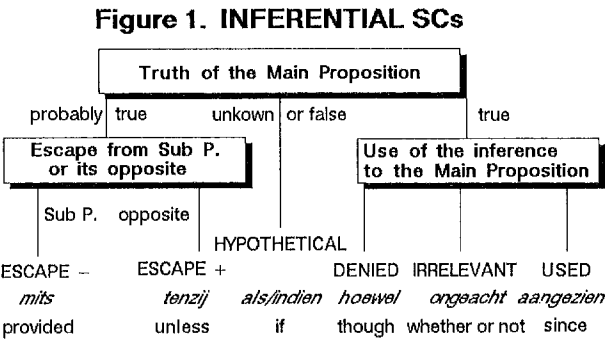 Figure 1. INFERENTIAL SCs
Truth of the Main Proposition
probably true unkown or false true
Escape from Sub P. or its opposite
Use of the inference to the Main Proposition
Sub P. opposite
HYPOTHETICAL
ESCAPE – ESCAPE + DENIED IRRELEVANT USED
mits tenzij als/indien hoewel ongeacht aangezien
provided unless if though whether or not since